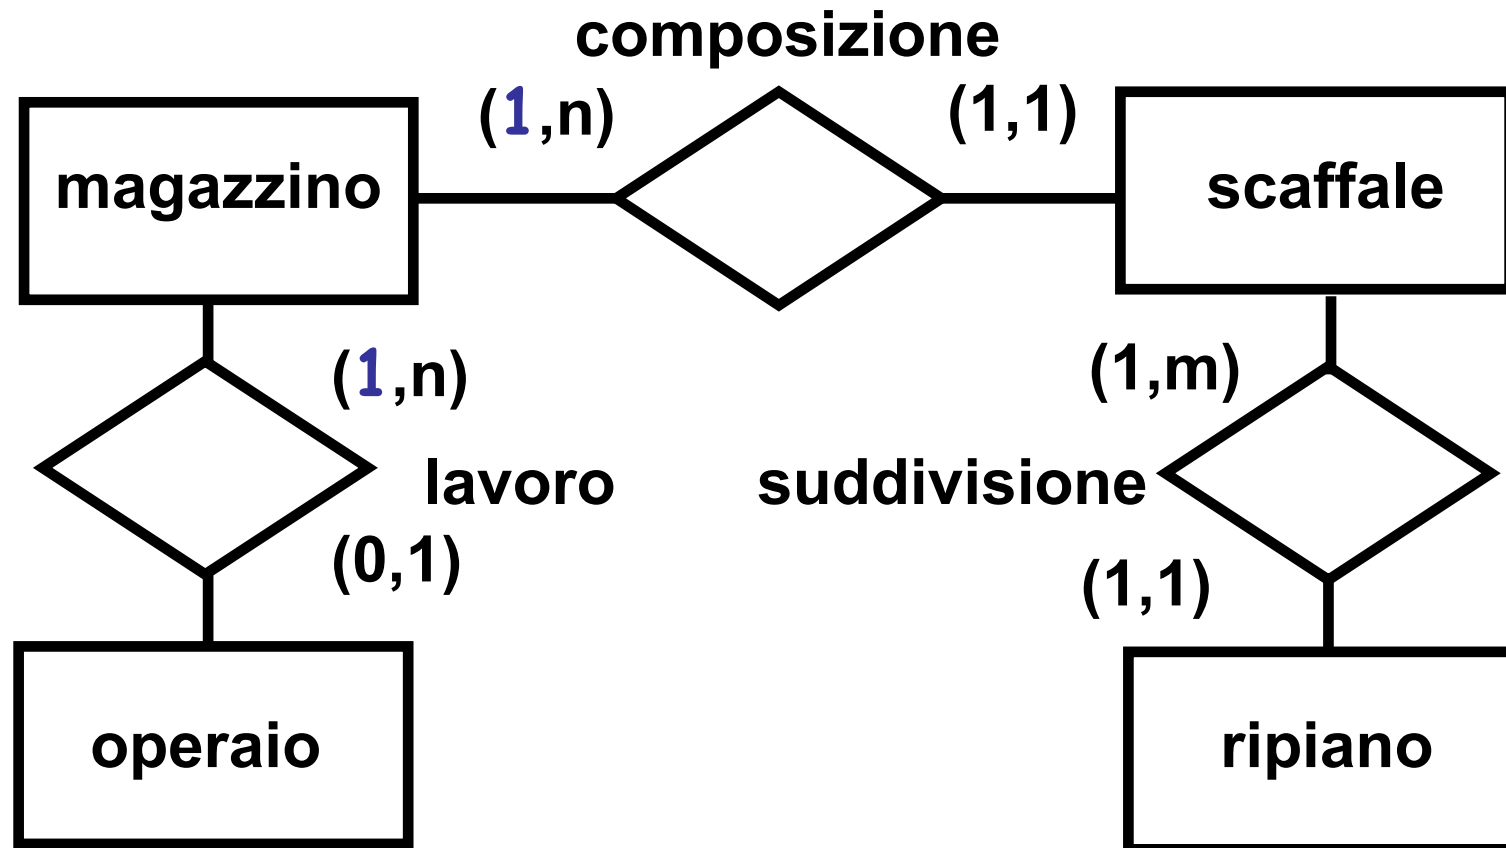 composizione
(1,n)
(1,1)
magazzino
scaffale
(1,n)
(1,m)
lavoro
suddivisione
(0,1)
(1,1)
operaio
ripiano